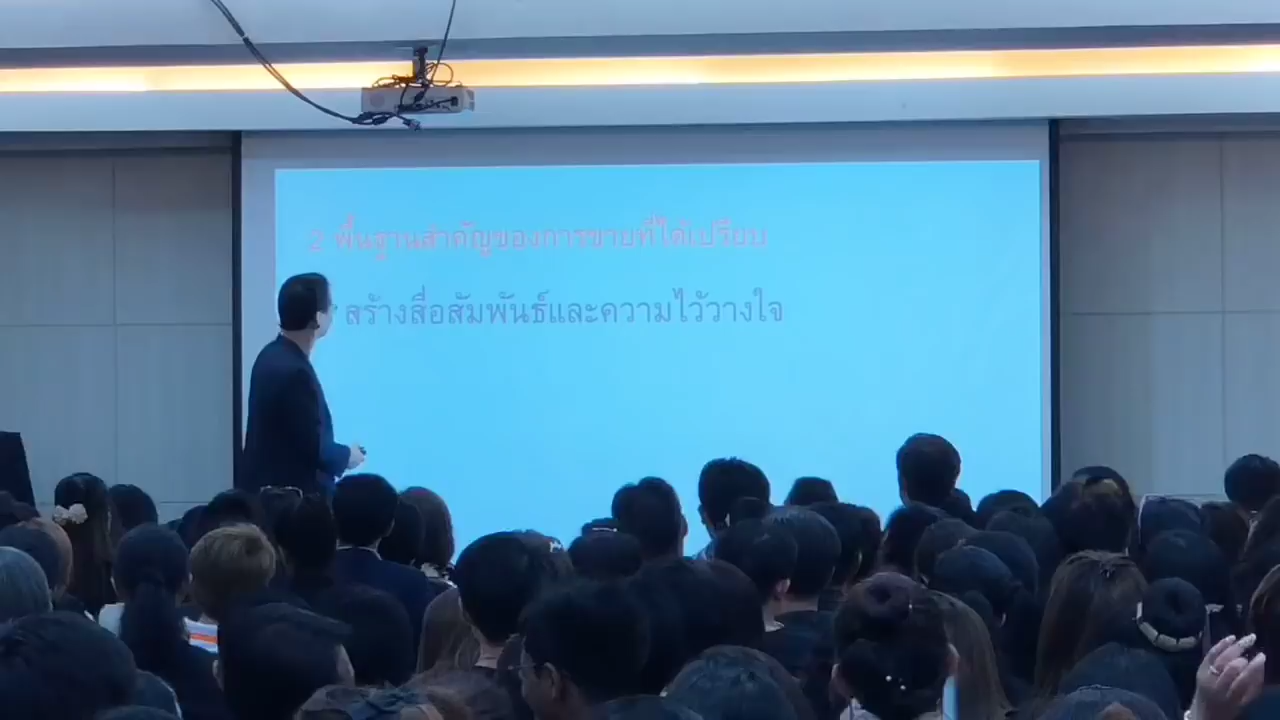 2 พื้นฐานสำคัญของการขายที่ได้เปรียบ
สร้างสื่อสัมพันธ์และความไว้วางใจ